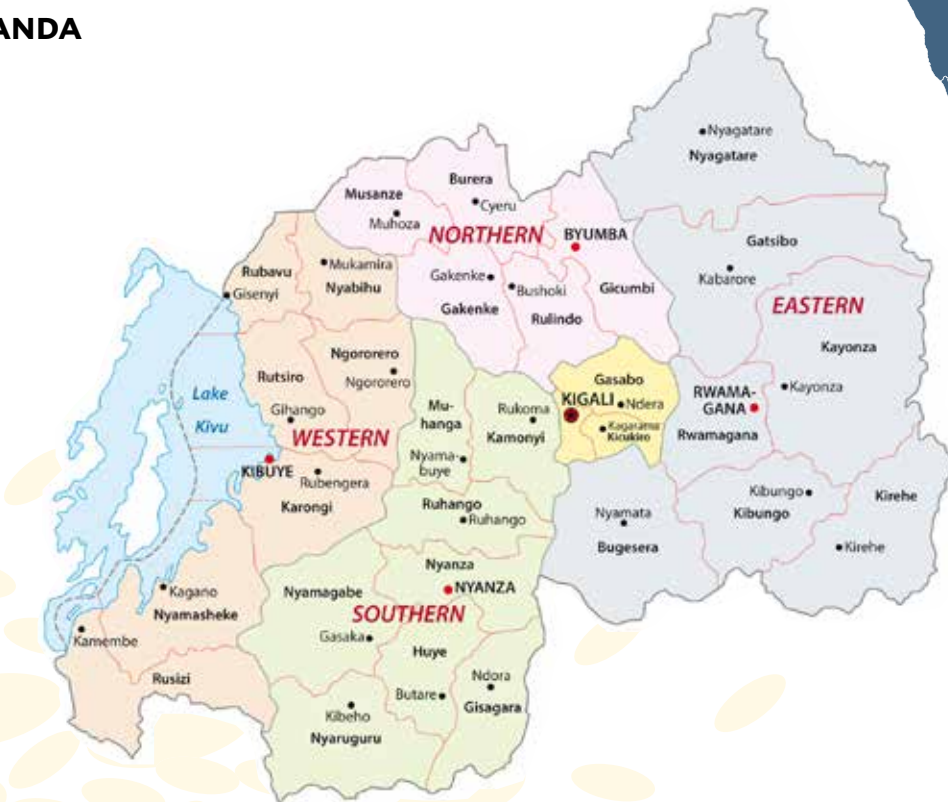 ANDA
Nyagatare
Nyagatare
Burera
Musanze
Cyeru
Muhoza
NORTHERN
BYUMBA
Gatsibo
Rubavu
Mukamira
Nyabihu
Gakenke
Kabarore
Gisenyi
Bushoki
Gicumbi
Gakenke
Rulindo
EASTERN
Kayonza
Ngororero
Rutsiro
Ngororero
Gasabo
Lake
Kivu
KIGALI
Ndera
RWAMA-
GANA
Kayonza
Mu-
hanga
Rukoma
Gihango
Kagarama
Kicukiro
Kamonyi
Rwamagana
WESTERN
Nyama-
buye
KIBUYE
Rubengera
Karongi
Kibungo
Kirehe
Ruhango
Ruhango
Nyamata
Kibungo
Bugesera
Kirehe
Nyanza
Kagano
Nyamagabe
NYANZA
Nyamasheke
SOUTHERN
Kamembe
Gasaka
Huye
Rusizi
Ndora
Butare
Gisagara
Kibeho
Nyaruguru